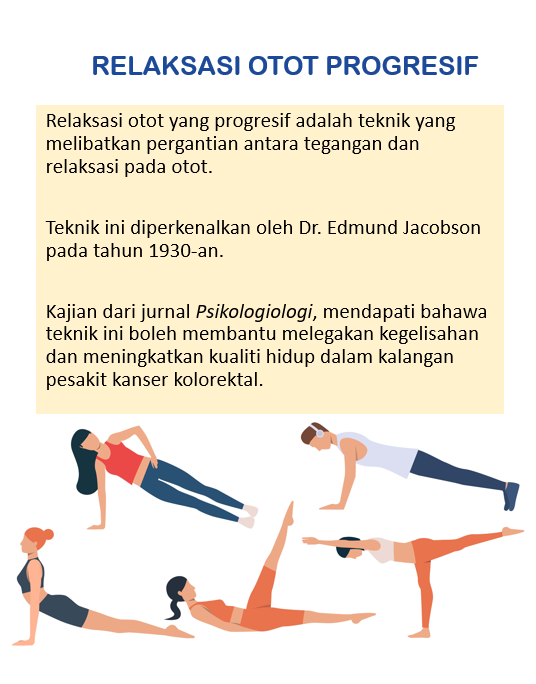 RELAKSASI OTOT PROGRESIF
Relaksasi otot yang progresif adalah teknik yang
melibatkan pergantian antara tegangan dan
relaksasi pada otot.
Teknik ini diperkenalkan oleh Dr. Edmund Jacobson
pada tahun 1930-an.
Kajian dari jurnal Psikologiologi, mendapati bahawa
teknik ini boleh membantu melegakan kegelisahan
dan meningkatkan kualiti hidup dalam kalangan
pesakit kanser kolorektal.